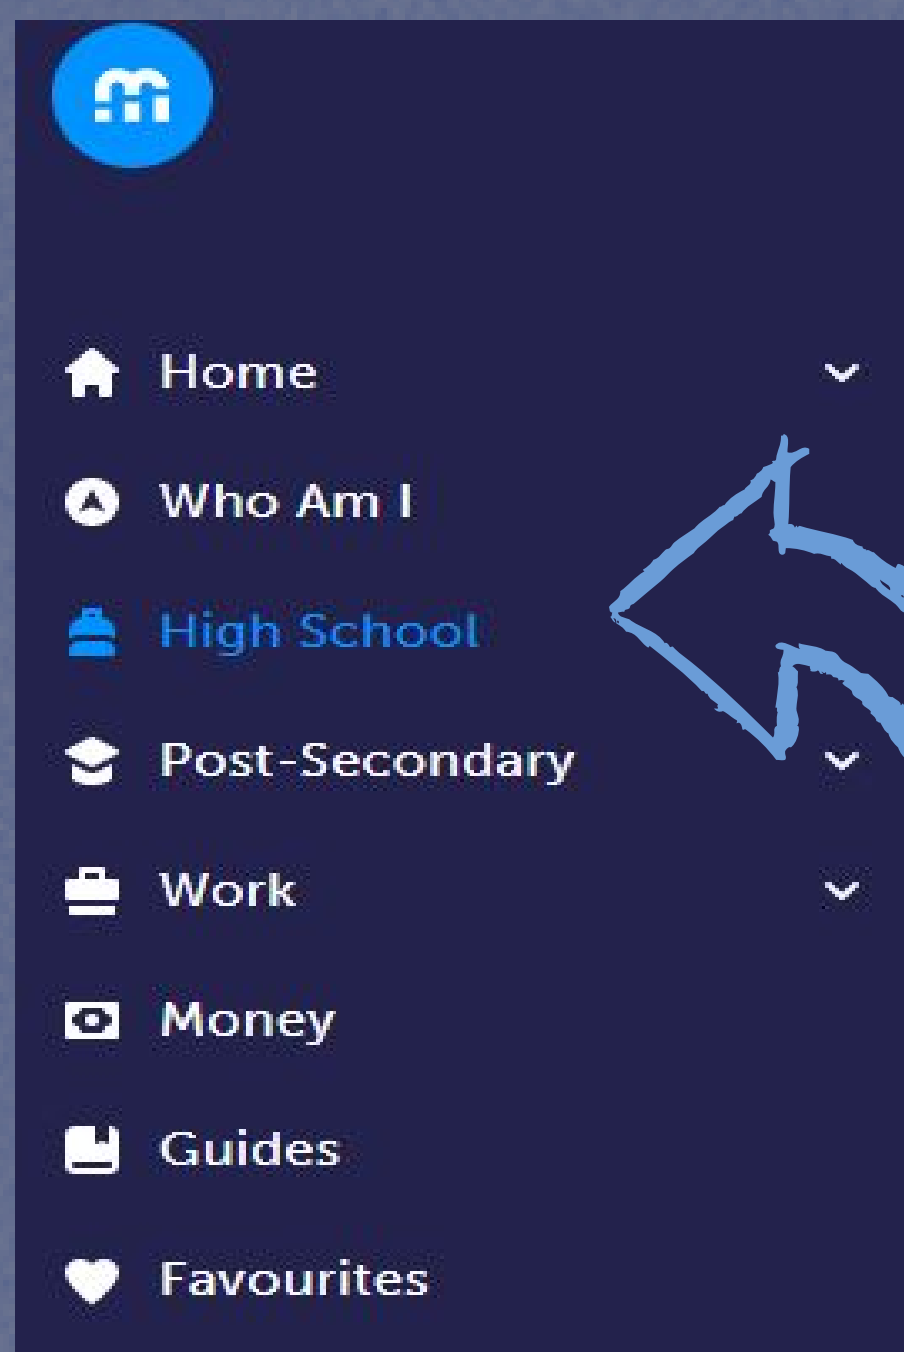 Home
Who Am I
High School
Post-Secondary
Work
Money
Guides
Favourites